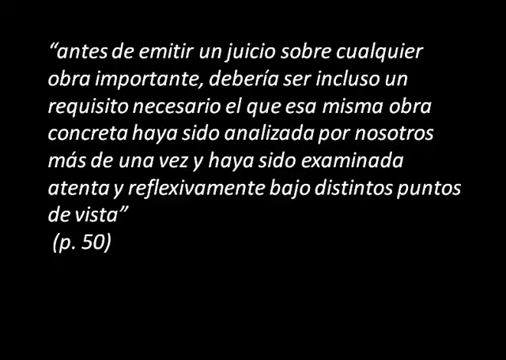 “antes de emitir un juicio sobre cualquier
obra importante, debería ser incluso un
requisito necesario el que esa misma obra
concreta haya sido analizada por nosotros
más de una vez y haya sido examinada
atenta y reflexivamente bajo distintos puntos
de vista”
(p. 50)